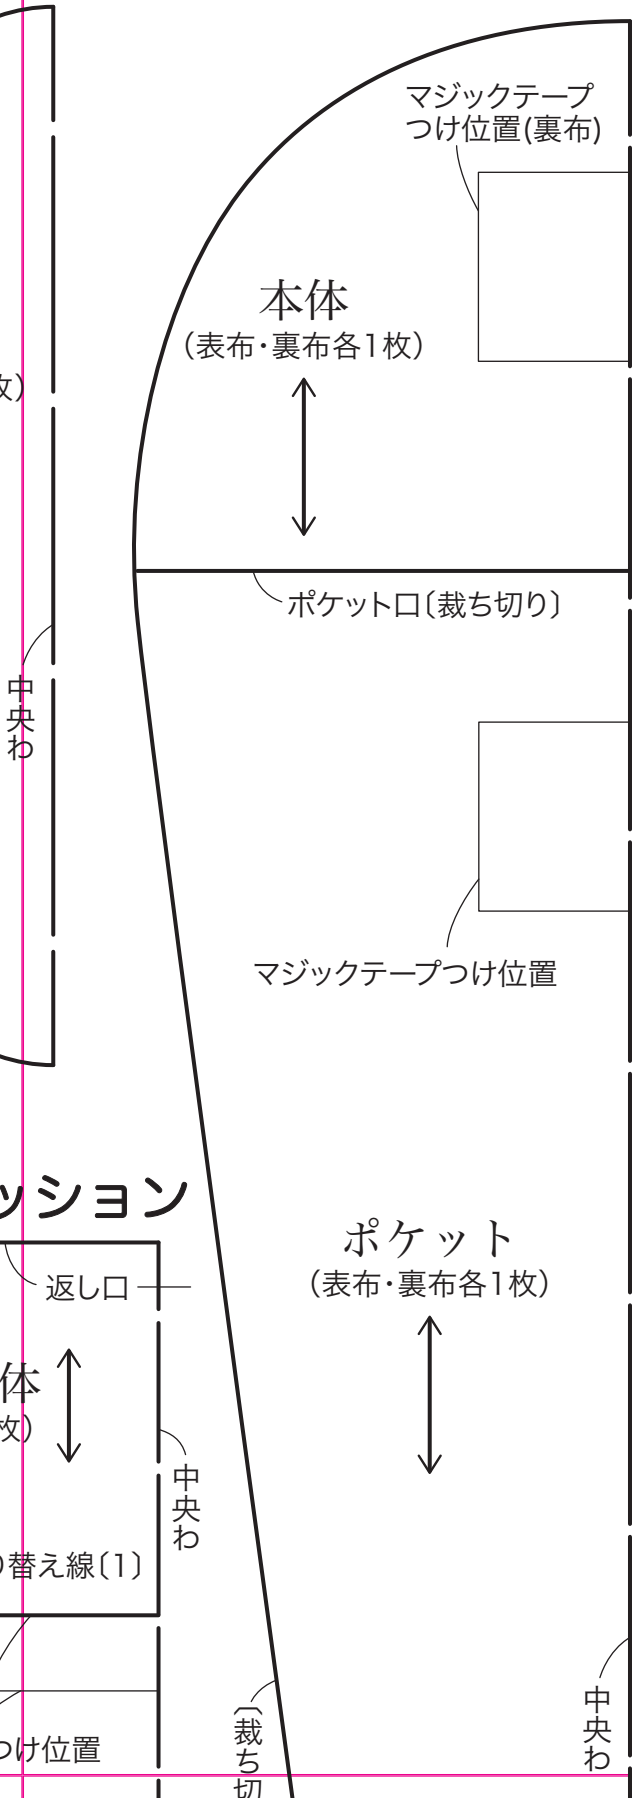 マジックテープ
つけ位置(裏布)
本体
(表布・裏布各1枚)
枚)
ポケット口〔裁ち切り〕
中央わ
マジックテープつけ位置
ッション
ポケット
(表布・裏布各1枚)
返し口
体
枚)
中央わ
り替え線〔1〕
つけ位置
〔裁ち切
中央わ